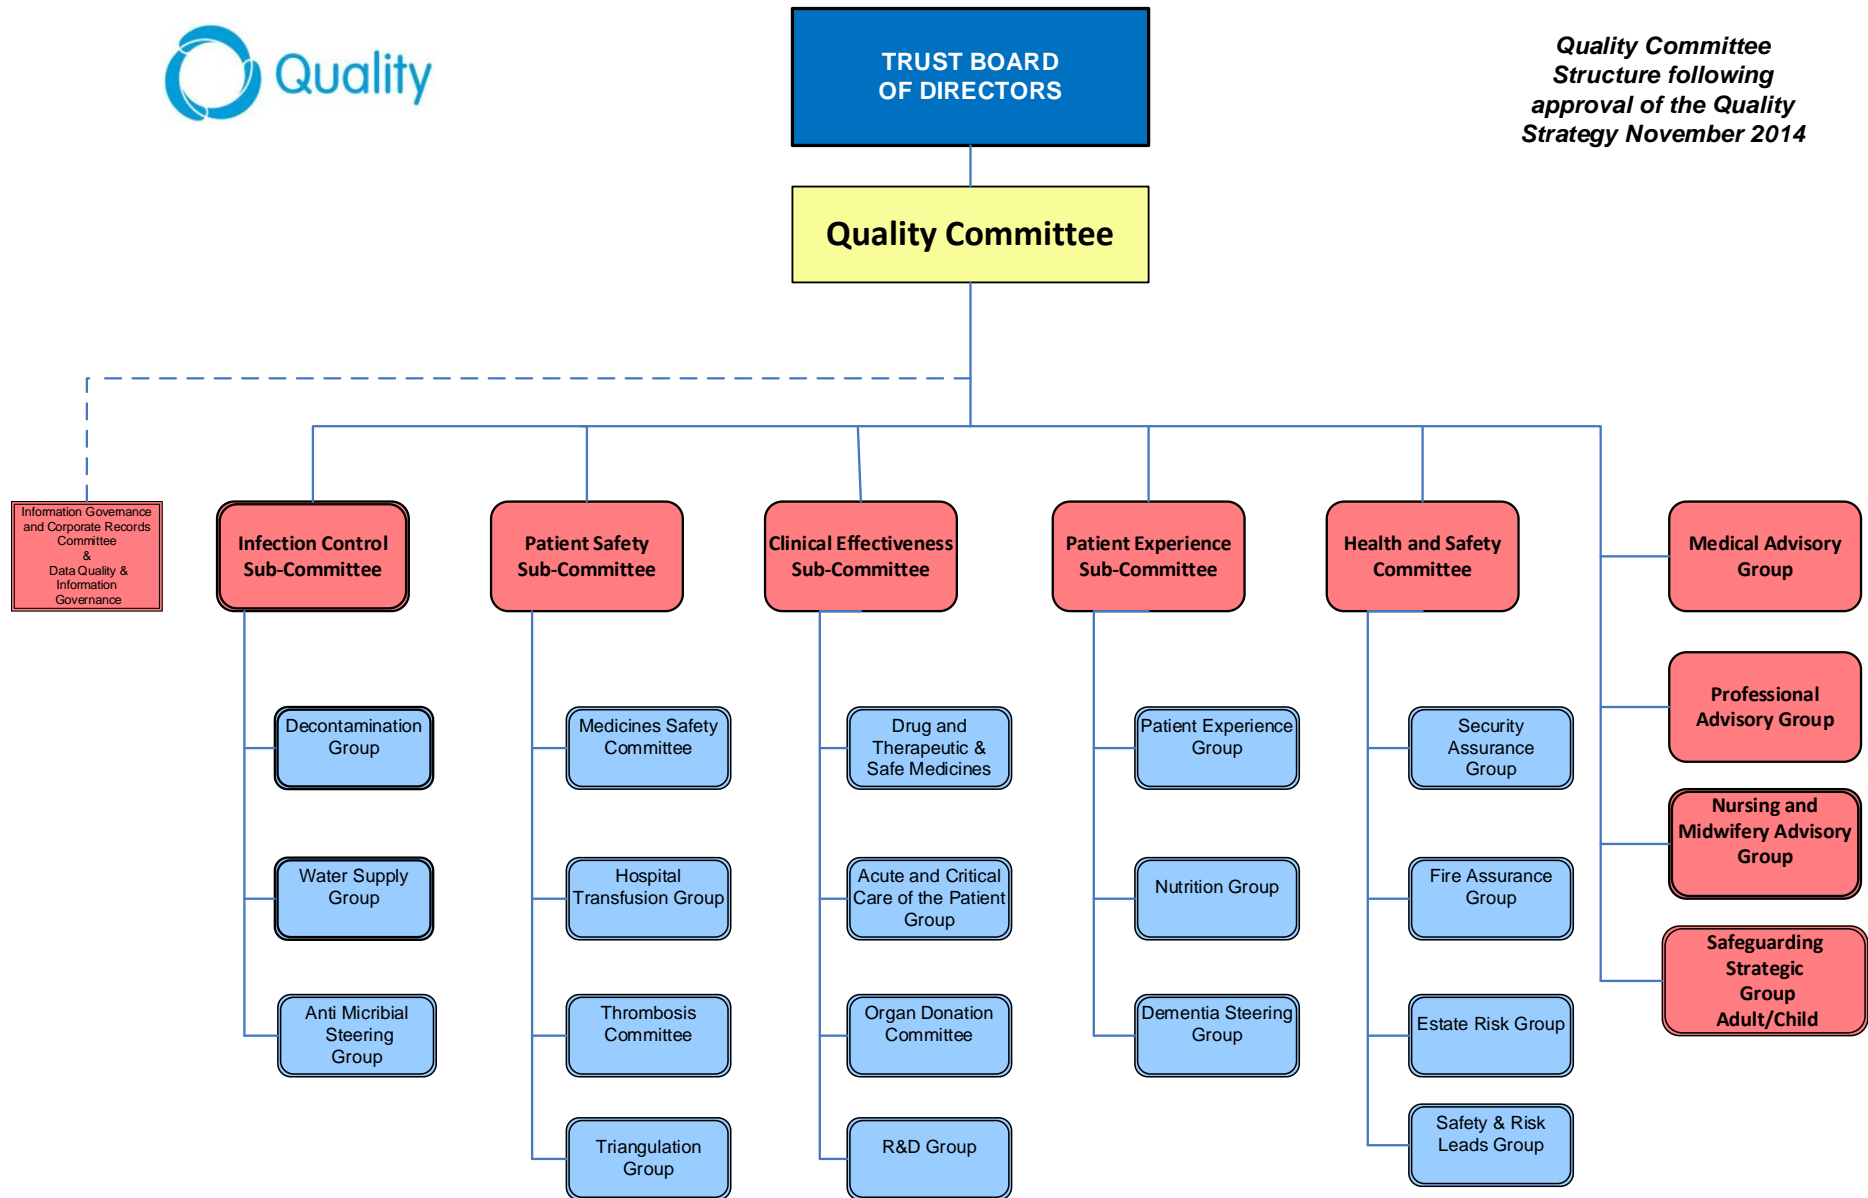 Quality
TRUST BOARD
OF DIRECTORS
Quality Committee
Structure following
approval of the Quality
Strategy November 2014
Quality Committee
Information Governance
and Corporate Records
Committee
&
Data Quality &
Information
Governance
Infection Control
Sub-Committee
Patient Safety
Sub-Committee
Clinical Effectiveness
Sub-Committee
Patient Experience
Sub-Committee
Health and Safety
Committee
Medical Advisory
Group
Professional
Advisory Group
Nursing and
Midwifery Advisory
Group
Safeguarding
Strategic
Group
Adult/Child
Decontamination
Group
Water Supply
Group
Anti Micribial
Steering
Group
Medicines Safety
Committee
Hospital
Transfusion Group
Thrombosis
Committee
Triangulation
Group
Drug and
Therapeutic &
Safe Medicines
Acute and Critical
Care of the Patient
Group
Organ Donation
Committee
R&D Group
Patient Experience
Group
Nutrition Group
Dementia Steering
Group
Security
Assurance
Group
Fire Assurance
Group
Estate Risk Group
Safety & Risk
Leads Group